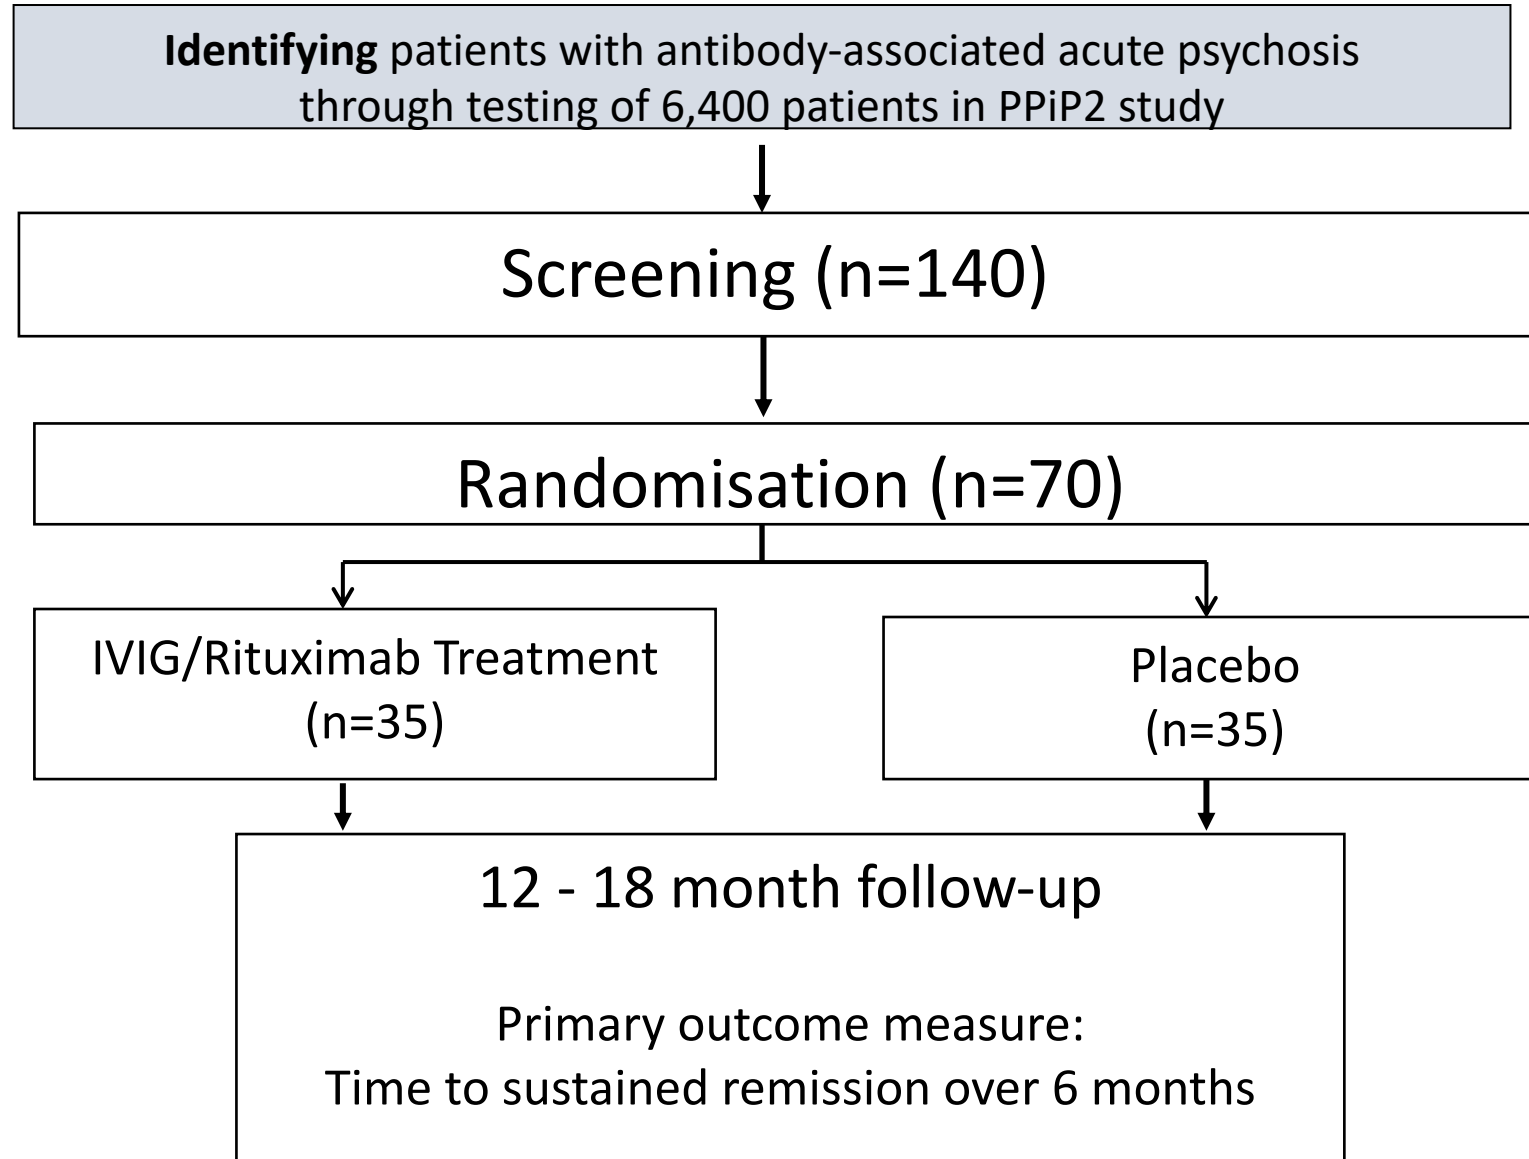 Identifying patients with antibody-associated acute psychosis
through testing of 6,400 patients in PPiP2 study
Screening (n=140)
Randomisation (n=70)
IVIG/Rituximab Treatment
(n=35)
Placebo
(n=35)
12 - 18 month follow-up
Primary outcome measure:
Time to sustained remission over 6 months